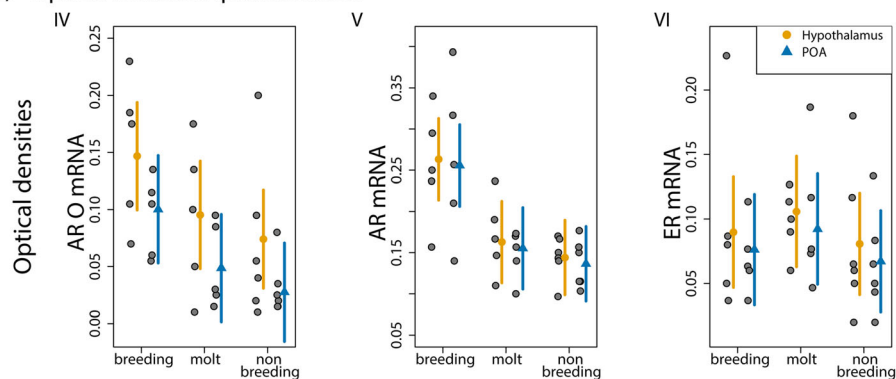 IV
V
VI
Optical densities
AR O mRNA
0.00
0.05
0.10
0.15
0.20
0.25
breeding
molt
non
breeding
AR mRNA
0.05
0.15
0.25
0.35
breeding
molt
non
breeding
ER mRNA
0.05
0.10
0.15
0.20
breeding
molt
non
breeding
Hypothalamus
POA